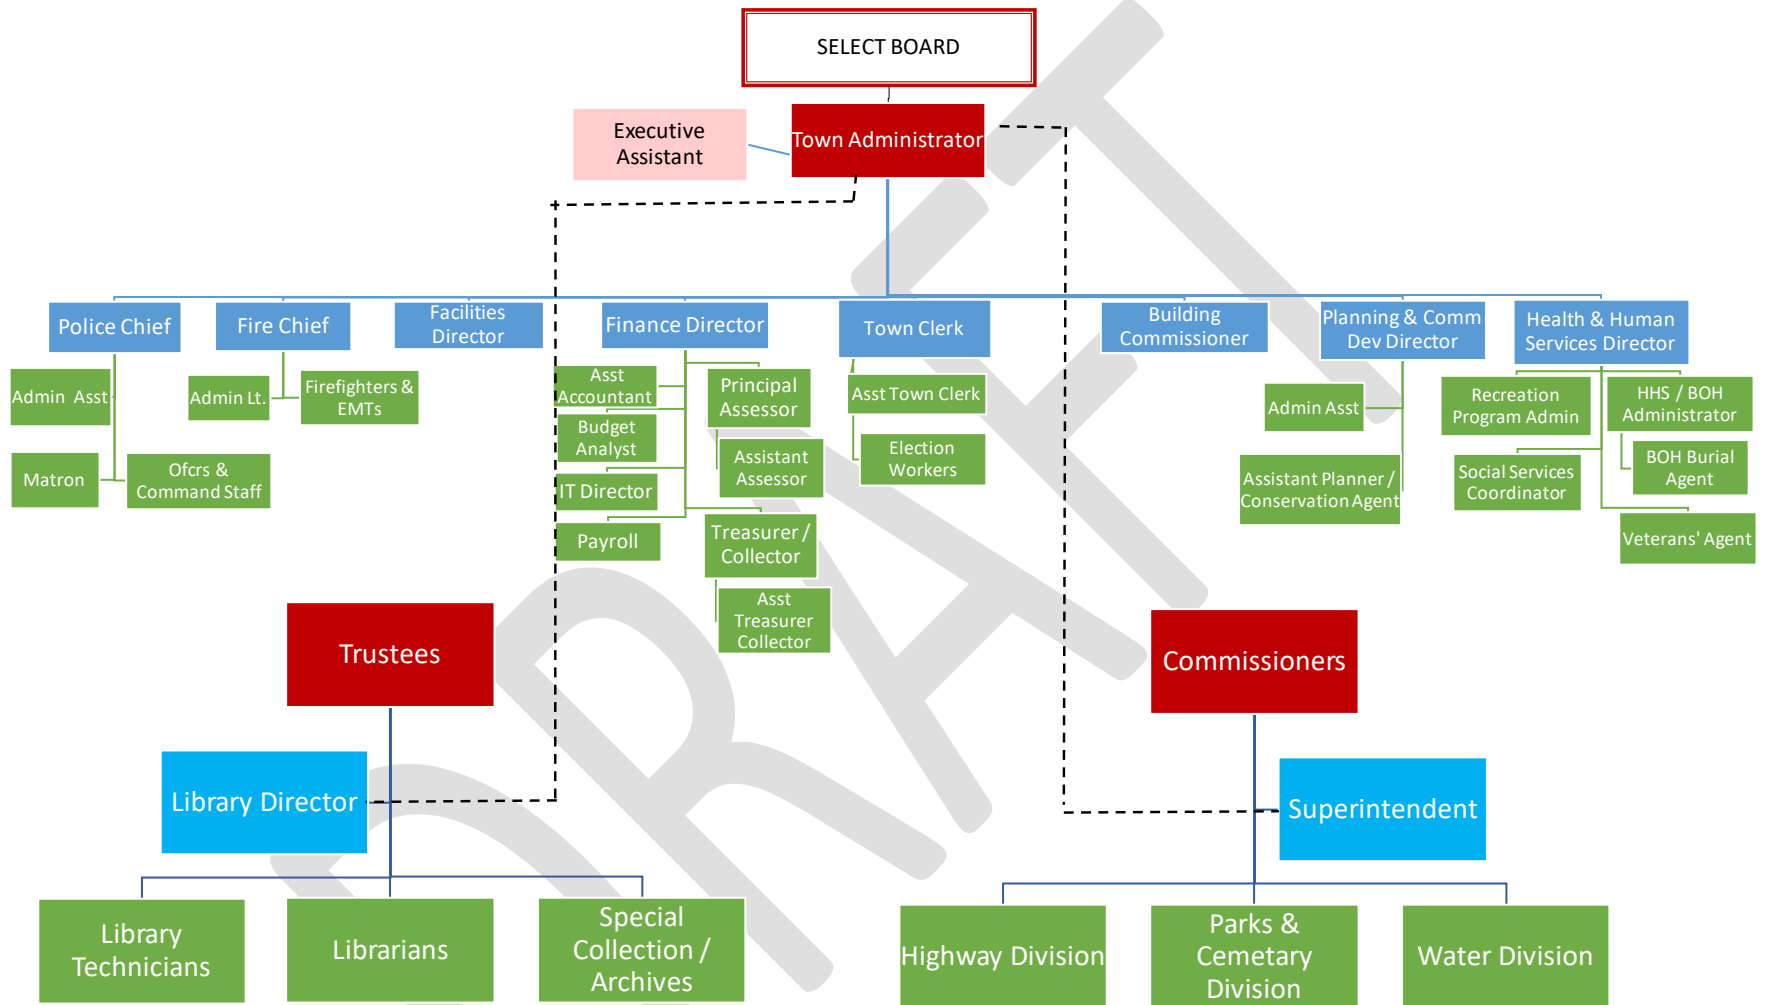 SELECT BOARD
Executive
Assistant
Town Administrator
Police Chief
Fire Chief
Facilities
Director
Finance Director
Town Clerk
Building
Commissioner
Planning & Comm
Dev Director
Health & Human
Services Director
Admin Asst
Matron
Ofcrs &
Command Staff
Admin Lt.
Firefighters &
EMTs
Asst
Accountant
Budget
Analyst
IT Director
Payroll
Principal
Assessor
Assistant
Assessor
Treasurer /
Collector
Asst
Treasurer
Collector
Asst Town Clerk
Election
Workers
Admin Asst
Assistant Planner /
Conservation Agent
Recreation
Program Admin
HHS / BOH
Administrator
Social Services
Coordinator
BOH Burial
Agent
Veterans' Agent
Trustees
Library Director
Library
Technicians
Librarians
Special
Collection /
Archives
Commissioners
Superintendent
Highway Division
Parks &
Cemetary
Division
Water Division
DRAFT